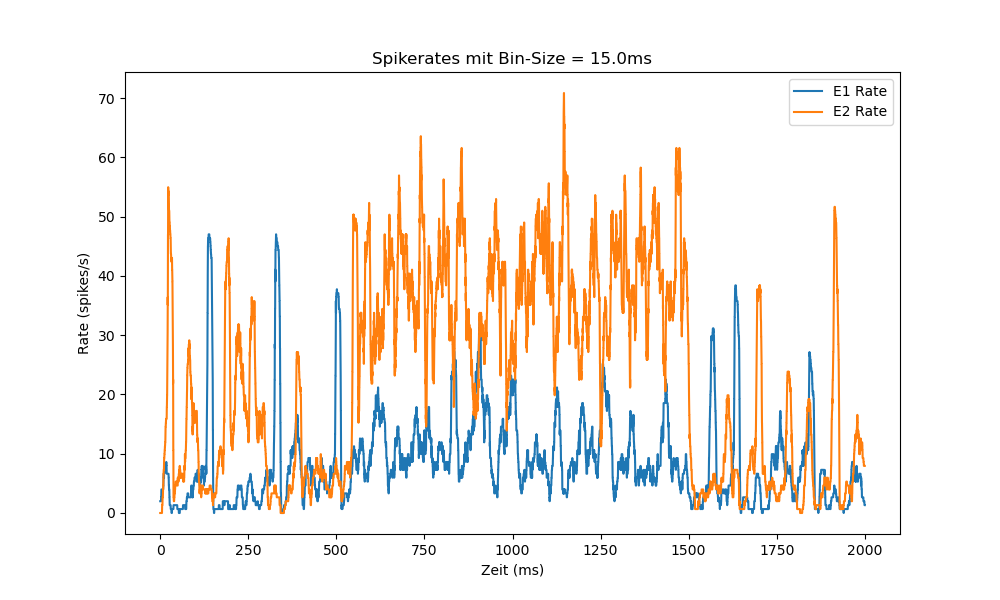 Spikerates mit Bin-Size = 15.0ms
E1 Rate
E2 Rate
70
60
50
40
30
20
10
0
Rate (spikes/s)
0 250 500 750 1000 1250 1500 1750 2000
Zeit (ms)